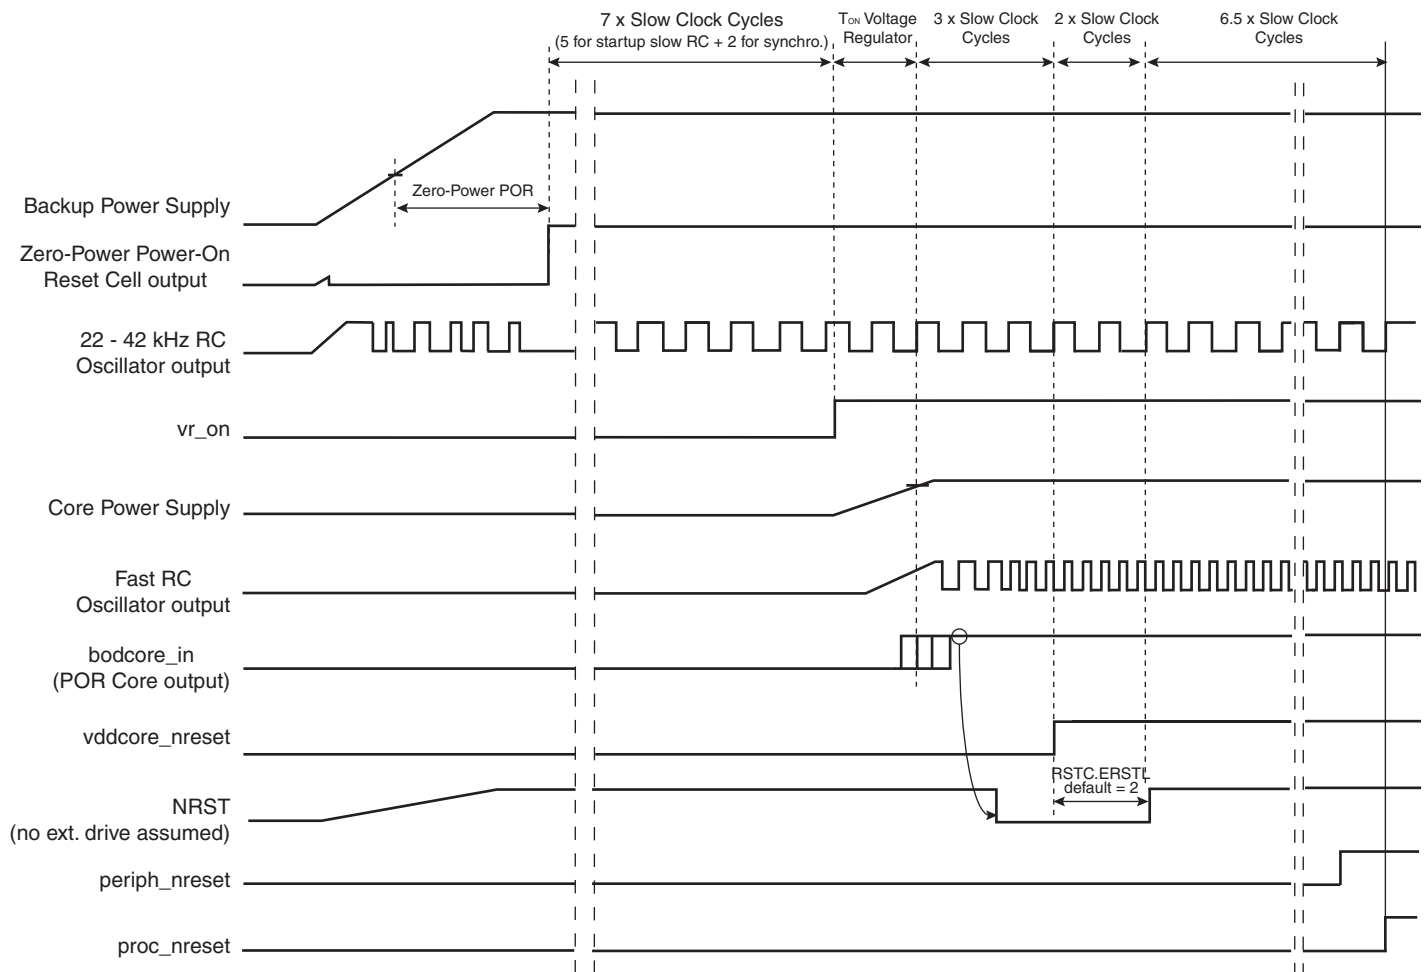 7 x Slow Clock Cycles
(5 for startup slow RC + 2 for synchro.)
TON Voltage
Regulator
3 x Slow Clock
Cycles
2 x Slow Clock
Cycles
6.5 x Slow Clock
Cycles
Zero-Power POR
Backup Power Supply
Zero-Power Power-On
Reset Cell output
22 - 42 kHz RC
Oscillator output
vr_on
Core Power Supply
Fast RC
Oscillator output
bodcore_in
(POR Core output)
vddcore_nreset
RSTC.ERSTL
default = 2
NRST
(no ext. drive assumed)
periph_nreset
proc_nreset